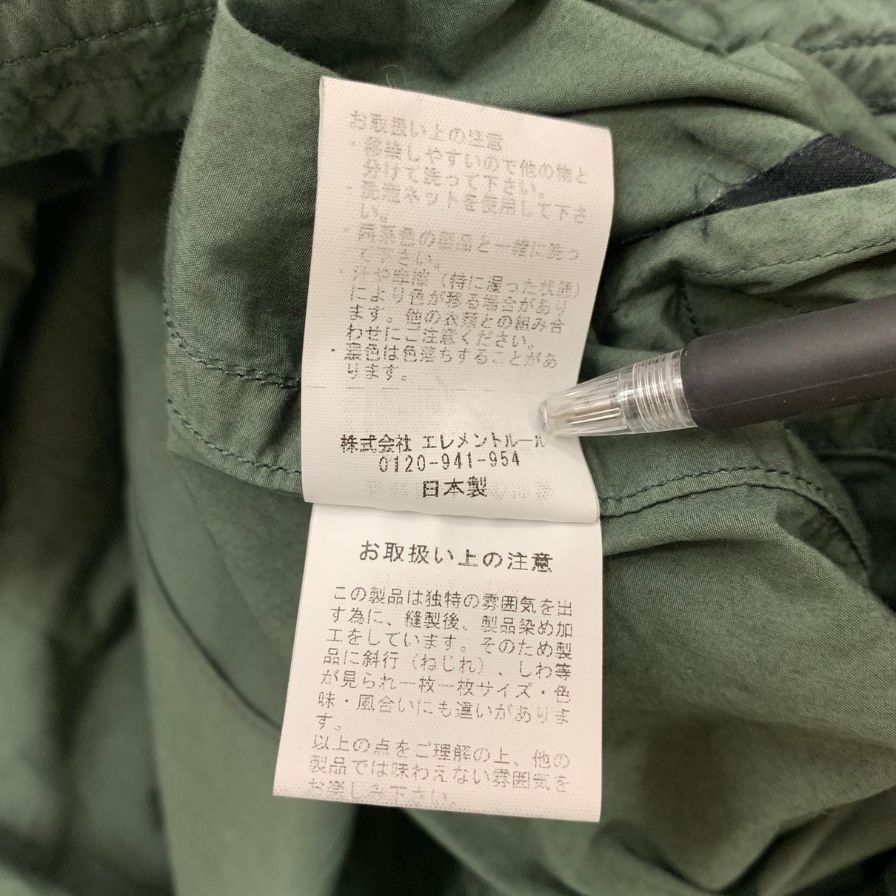 お取扱い上の注意
・移染しやすいので他の物と
分けて洗って下さい。
・洗濯ネットを使用して下さ
い。
・同系色の製品と一緒に洗っ
て下さい。
・汗や摩擦（特に湿った状態）
により色が移る場合があり
ます。他の衣類との組み合
わせにご注意ください。
・濃色は色落ちすることがあ
ります。
株式会社 エレメントルール
0120-941-954
日本製
お取扱い上の注意
この製品は独特の雰囲気を出
す為に、縫製後、製品染め加
工をしています。そのため製
品に斜行（ねじれ）、しわ等
が見られ一枚一枚サイズ・色
味・風合いにも違いがありま
す。
以上の点をご理解の上、他の
製品では味わえない雰囲気を
お楽しみ下さい。